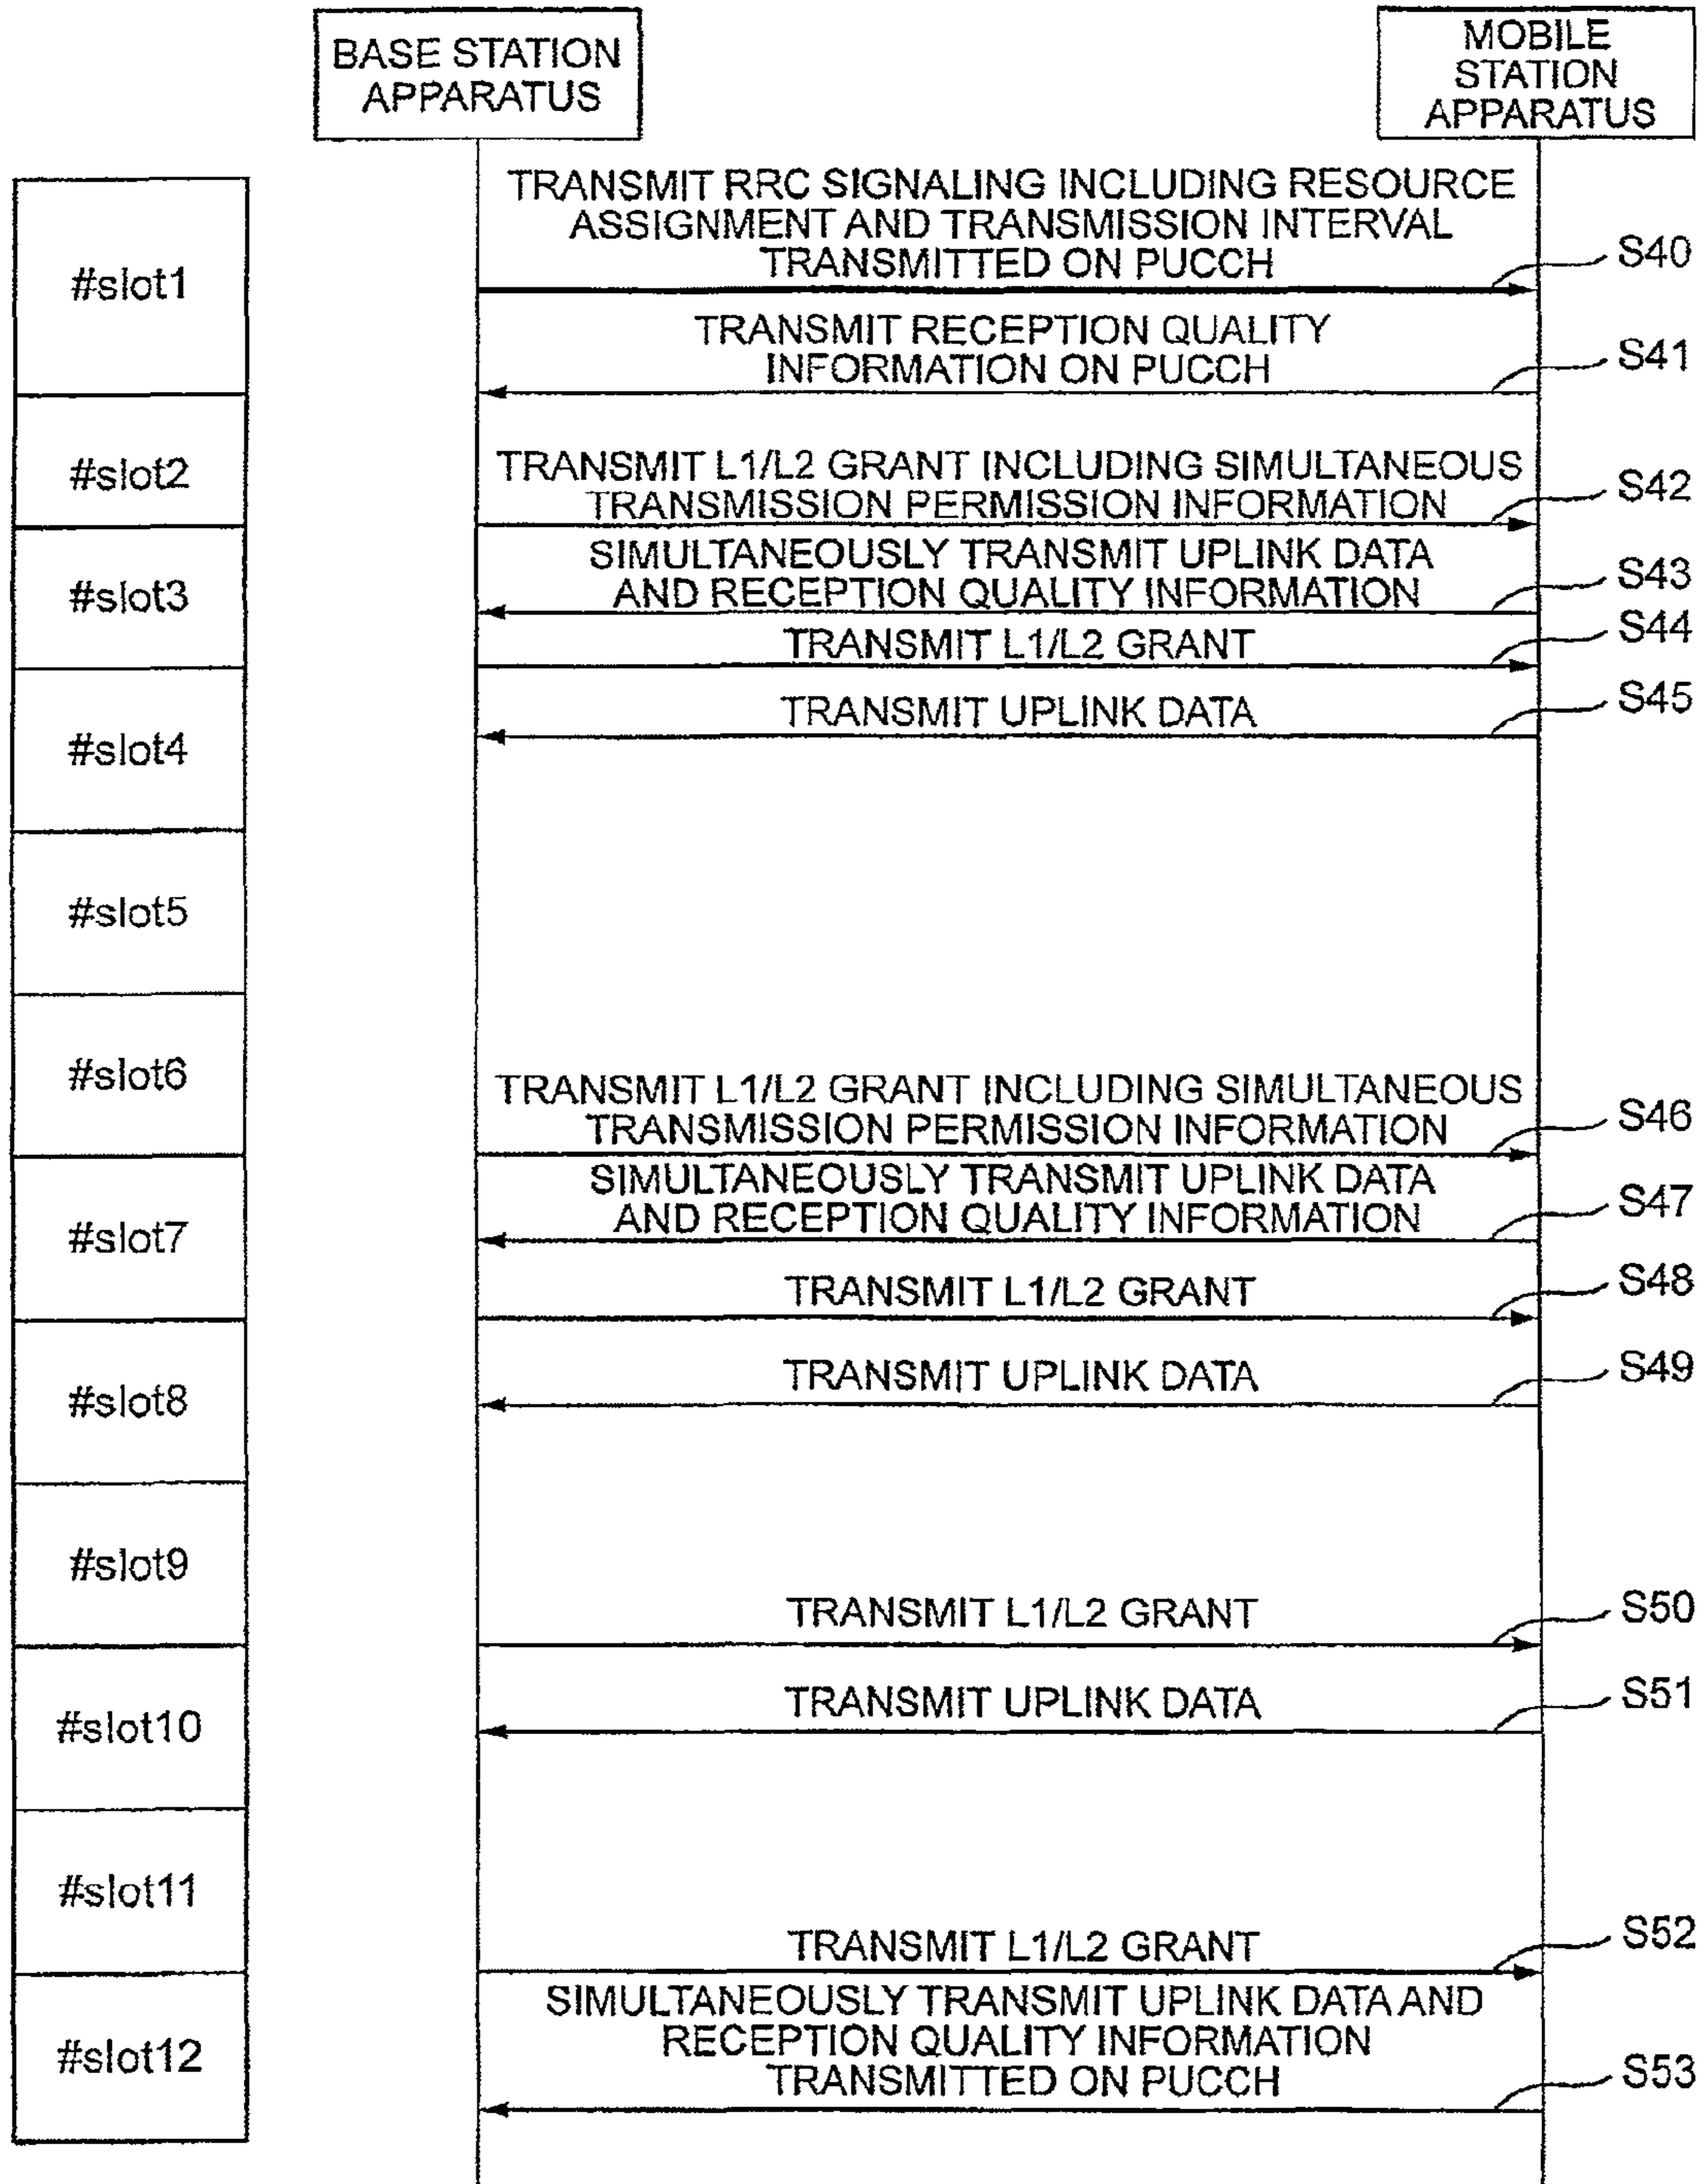 BASE STATION
APPARATUS
MOBILE
STATION
APPARATUS
#slot1
TRANSMIT RRC SIGNALING INCLUDING RESOURCE
ASSIGNMENT AND TRANSMISSION INTERVAL
TRANSMITTED ON PUCCH
S40
TRANSMIT RECEPTION QUALITY
INFORMATION ON PUCCH
S41
#slot2
TRANSMIT L1/L2 GRANT INCLUDING SIMULTANEOUS
TRANSMISSION PERMISSION INFORMATION
S42
#slot3
SIMULTANEOUSLY TRANSMIT UPLINK DATA
AND RECEPTION QUALITY INFORMATION
S43
TRANSMIT L1/L2 GRANT
S44
#slot4
TRANSMIT UPLINK DATA
S45
#slot5
#slot6
TRANSMIT L1/L2 GRANT INCLUDING SIMULTANEOUS
TRANSMISSION PERMISSION INFORMATION
S46
#slot7
SIMULTANEOUSLY TRANSMIT UPLINK DATA
AND RECEPTION QUALITY INFORMATION
S47
TRANSMIT L1/L2 GRANT
S48
#slot8
TRANSMIT UPLINK DATA
S49
#slot9
TRANSMIT L1/L2 GRANT
S50
#slot10
TRANSMIT UPLINK DATA
S51
#slot11
TRANSMIT L1/L2 GRANT
S52
#slot12
SIMULTANEOUSLY TRANSMIT UPLINK DATA AND
RECEPTION QUALITY INFORMATION
TRANSMITTED ON PUCCH
S53